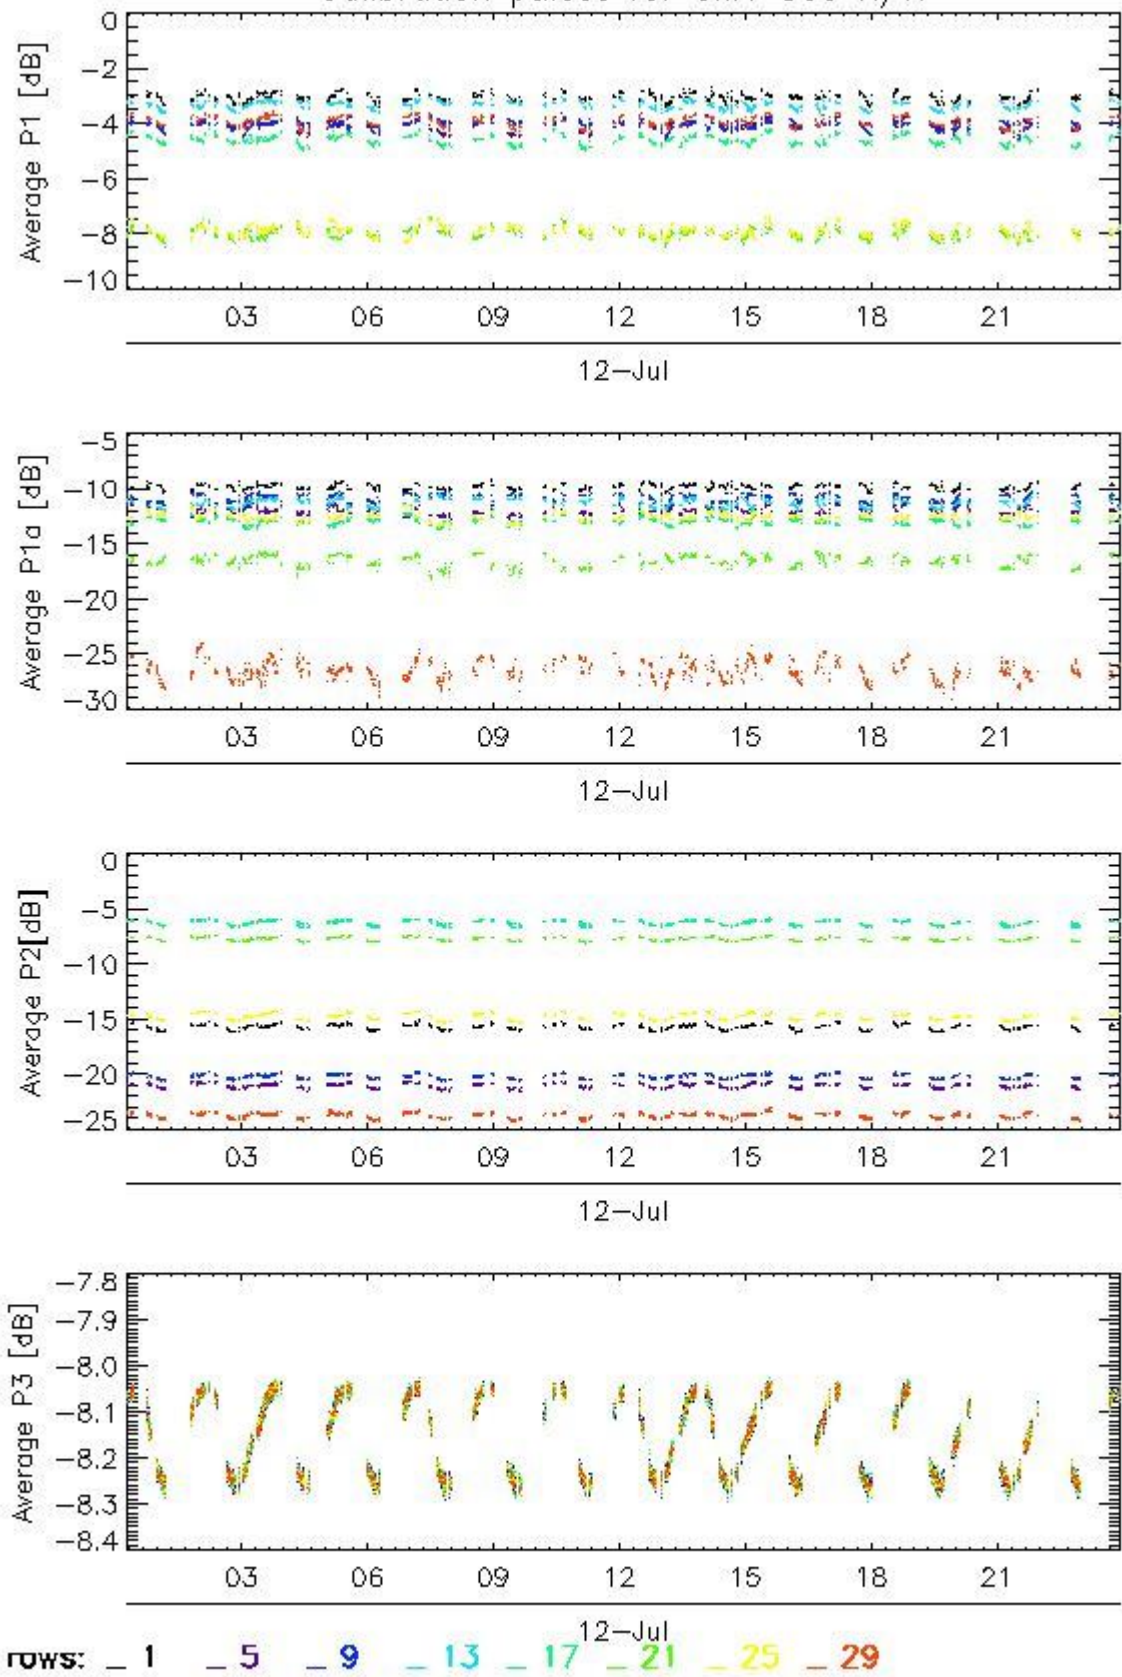 0
-2
-4
-6
-8
-10
Average P1 [dB]
03 06 09 12 15 18 21
12-Jul
-5
-10
-15
-20
-25
-30
Average P1a [dB]
03 06 09 12 15 18 21
12-Jul
0
-5
-10
-15
-20
-25
Average P2[dB]
03 06 09 12 15 18 21
12-Jul
-7.8
-7.9
-8.0
-8.1
-8.2
-8.3
-8.4
Average P3 [dB]
03 06 09 12 15 18 21
12-Jul
rows: _ 1 _ 5 _ 9 _ 13 _ 17 _ 21 _ 25 _ 29